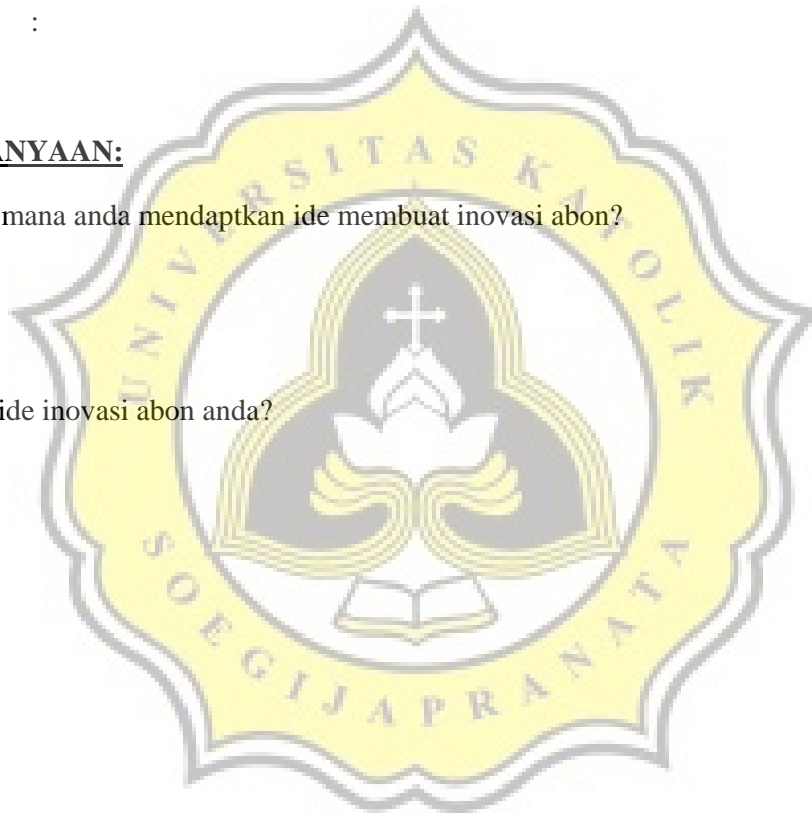 :
ANYAAN:
mana anda mendaptkan ide membuat inovasi abon?
ide inovasi abon anda?
UNIVERSITAS KATOLIK
SOEGIJAPRANATA